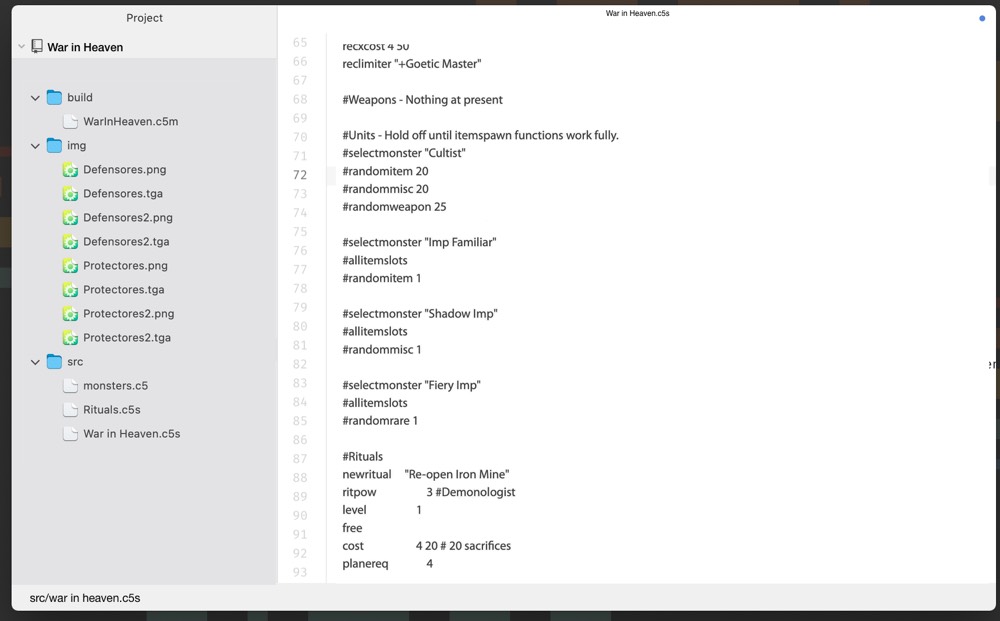 Project
War in Heaven
build
WarInHeaven.c5m
img
Defensores.png
Defensores.tga
Defensores2.png
Defensores2.tga
Protectores.png
Protectores.tga
Protectores2.png
Protectores2.tga
src
monsters.c5
Rituals.c5s
War in Heaven.c5s
War in Heaven.c5s
65
66
67
68
69
70
71
72
73
74
75
76
77
78
79
80
81
82
83
84
85
86
87
88
89
90
91
92
93
recxcost 4 50
reclimiter "+Goetic Master"
#Weapons - Nothing at present
#Units - Hold off until itemspawn functions work fully.
#selectmonster "Cultist"
#randomitem 20
#randommisc 20
#randomweapon 25
#selectmonster "Imp Familiar"
#allitemslots
#randomitem 1
#selectmonster "Shadow Imp"
#allitemslots
#randommisc 1
#selectmonster "Fiery Imp"
#allitemslots
#randomrare 1
#Rituals
newritual "Re-open Iron Mine"
ritpow 3 #Demonologist
level 1
free
cost 4 20 # 20 sacrifices
planereq 4
src/war in heaven.c5s